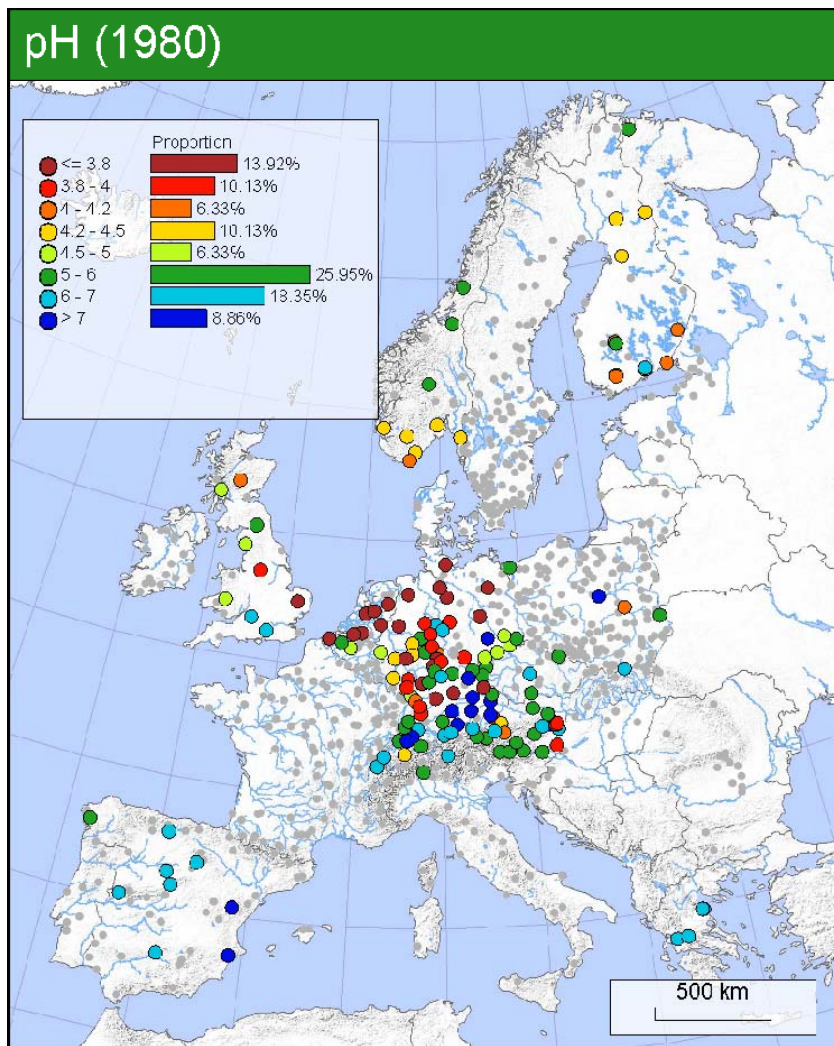 pH (1980)
Proportion
<= 3.8 13.92%
3.8 - 4 10.13%
4 - 4.2 6.33%
4.2 - 4.5 10.13%
4.5 - 5 6.33%
5 - 6 25.95%
6 - 7 18.35%
> 7 8.86%
500 km